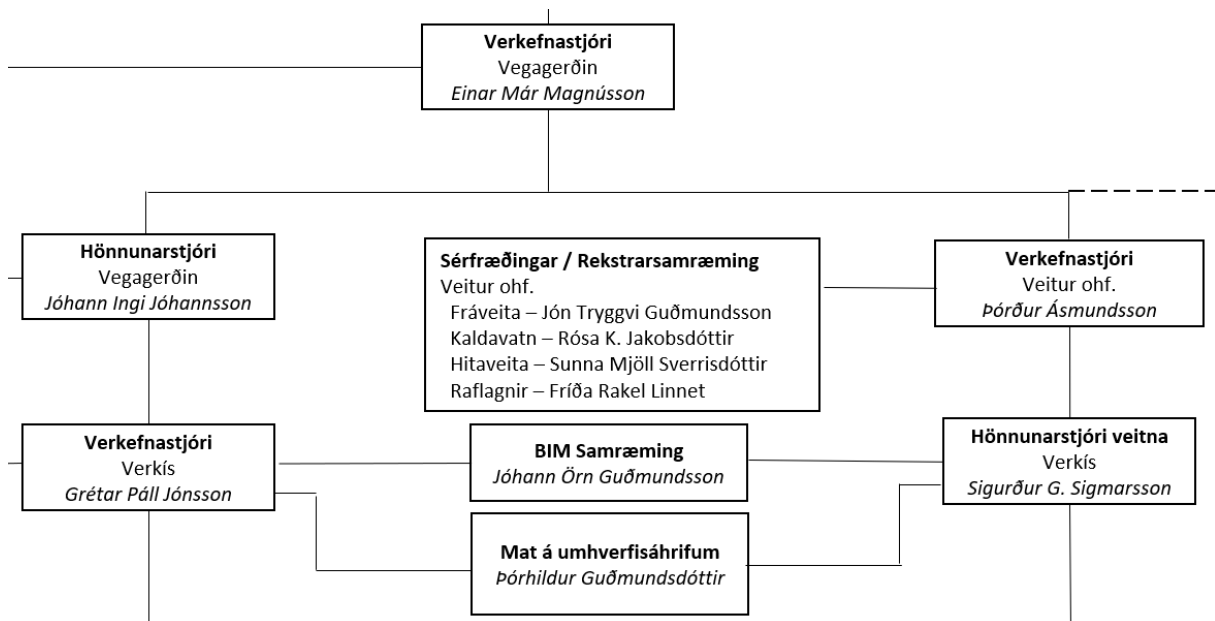 Verkefnastjóri
Vegagerðin
Einar Már Magnússon
Hönnunarstjóri
Vegagerðin
Jóhann Ingi Jóhannsson
Sérfræðingar / Rekstrarsamræming
Veitur ohf.
Fráveita – Jón Tryggvi Guðmundsson
Kaldavatn – Rósa K. Jakobsdóttir
Hitaveita – Sunna Mjöll Sverrisdóttir
Raflagnir – Fríða Rakel Linnet
Verkefnastjóri
Veitur ohf.
Þórður Ásmundsson
Verkefnastjóri
Verkís
Grétar Páll Jónsson
BIM Samræming
Jóhann Örn Guðmundsson
Hönnunarstjóri veitna
Verkís
Sigurður G. Sigmarsson
Mat á umhverfisáhrifum
Þórhildur Guðmundsdóttir